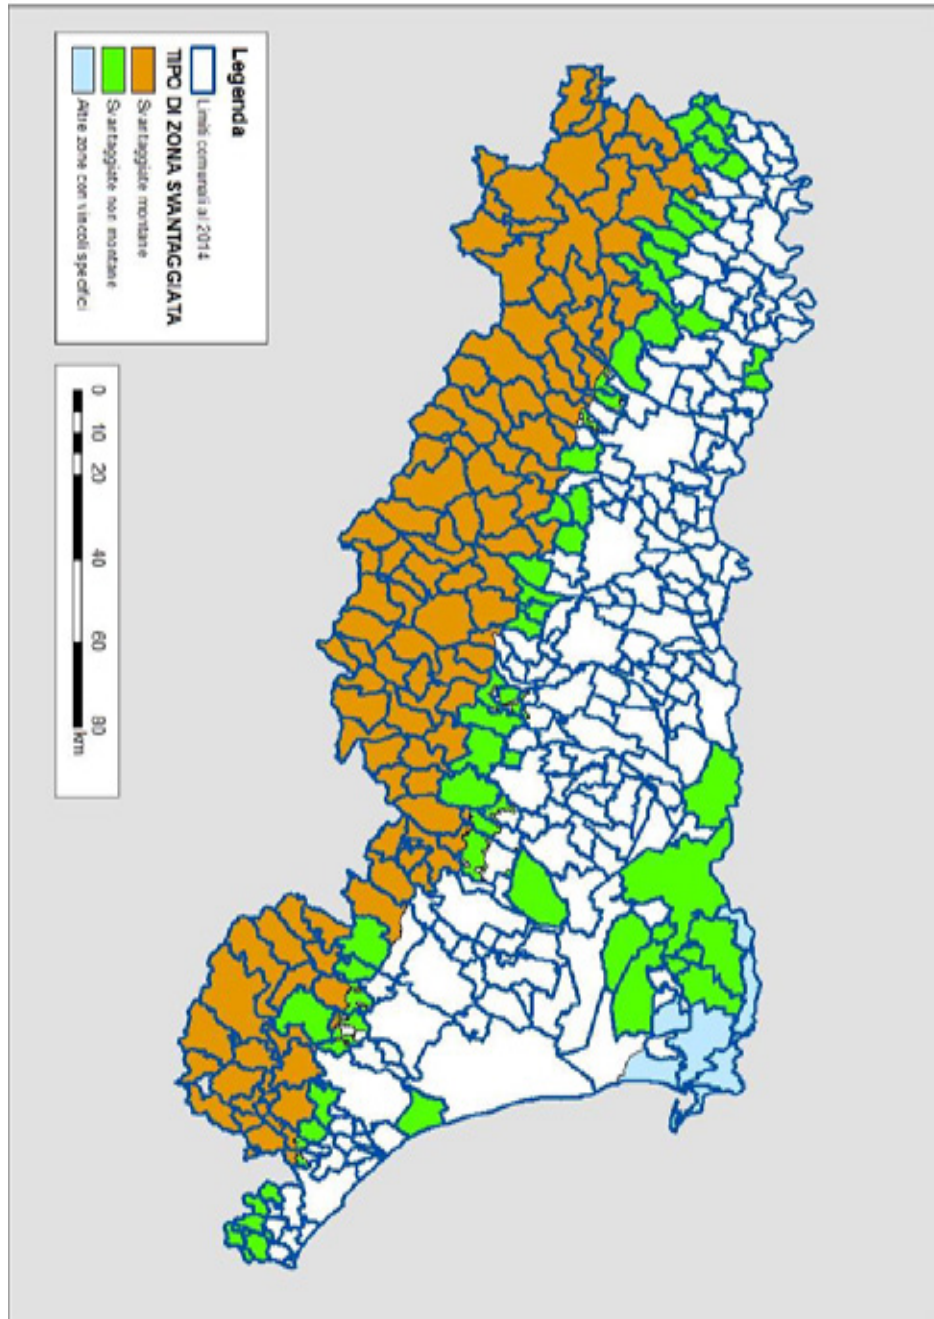 Legenda
Limiti comunali al 2014
TIPO DI ZONA SVANTAGGIATA
Svantaggiate montane
Svantaggiate non montane
Altre zone con vincoli specifici
0 10 20 40 60 80
km